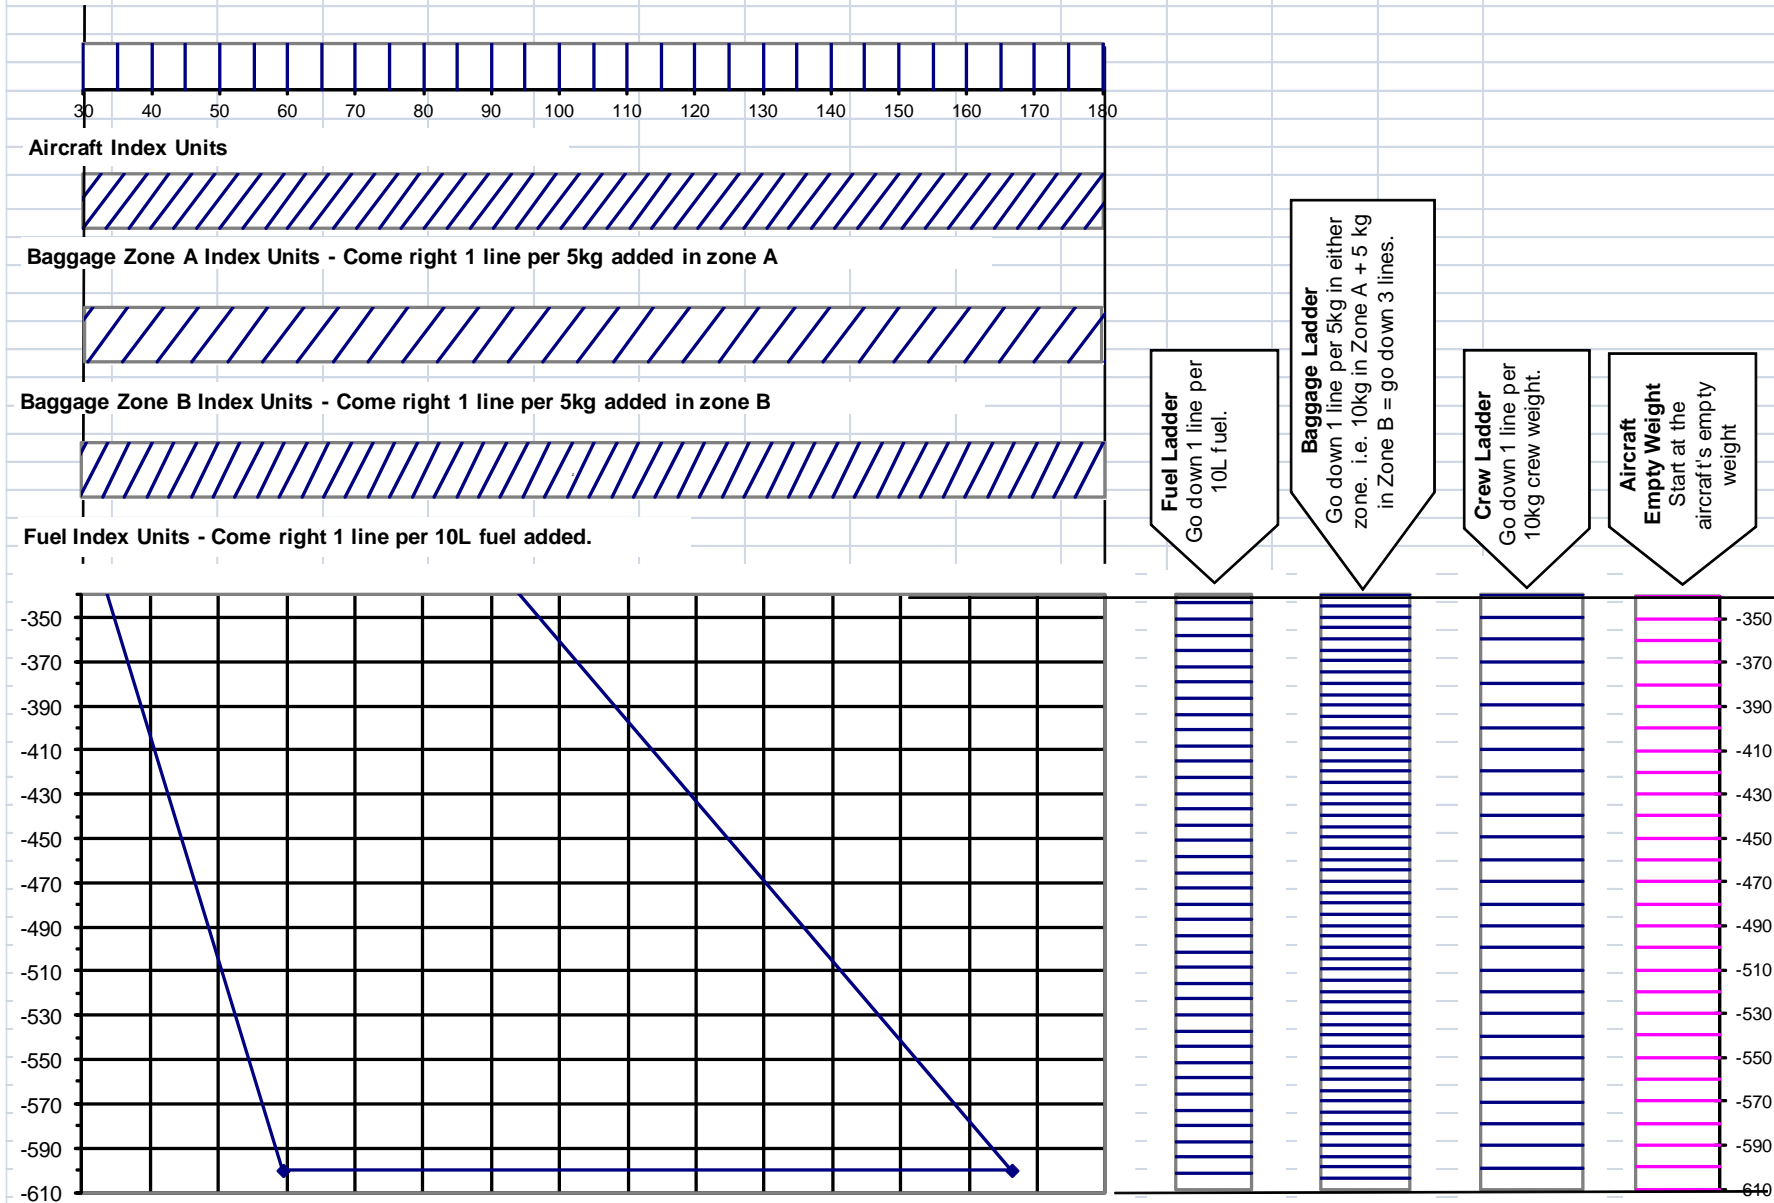 30 40 50 60 70 80 90 100 110 120 130 140 150 160 170 180
Aircraft Index Units
Baggage Zone A Index Units - Come right 1 line per 5kg added in zone A
Baggage Zone B Index Units - Come right 1 line per 5kg added in zone B
Fuel Index Units - Come right 1 line per 10L fuel added.
Fuel Ladder
Go down 1 line per
10L fuel.
Baggage Ladder
Go down 1 line per 5kg in either
zone. i.e. 10kg in Zone A + 5 kg
in Zone B = go down 3 lines.
Crew Ladder
Go down 1 line per
10kg crew weight.
Aircraft
Empty Weight
Start at the
aircraft's empty
weight
-350
-370
-390
-410
-430
-450
-470
-490
-510
-530
-550
-570
-590
-610
-350
-370
-390
-410
-430
-450
-470
-490
-510
-530
-550
-570
-590
-610